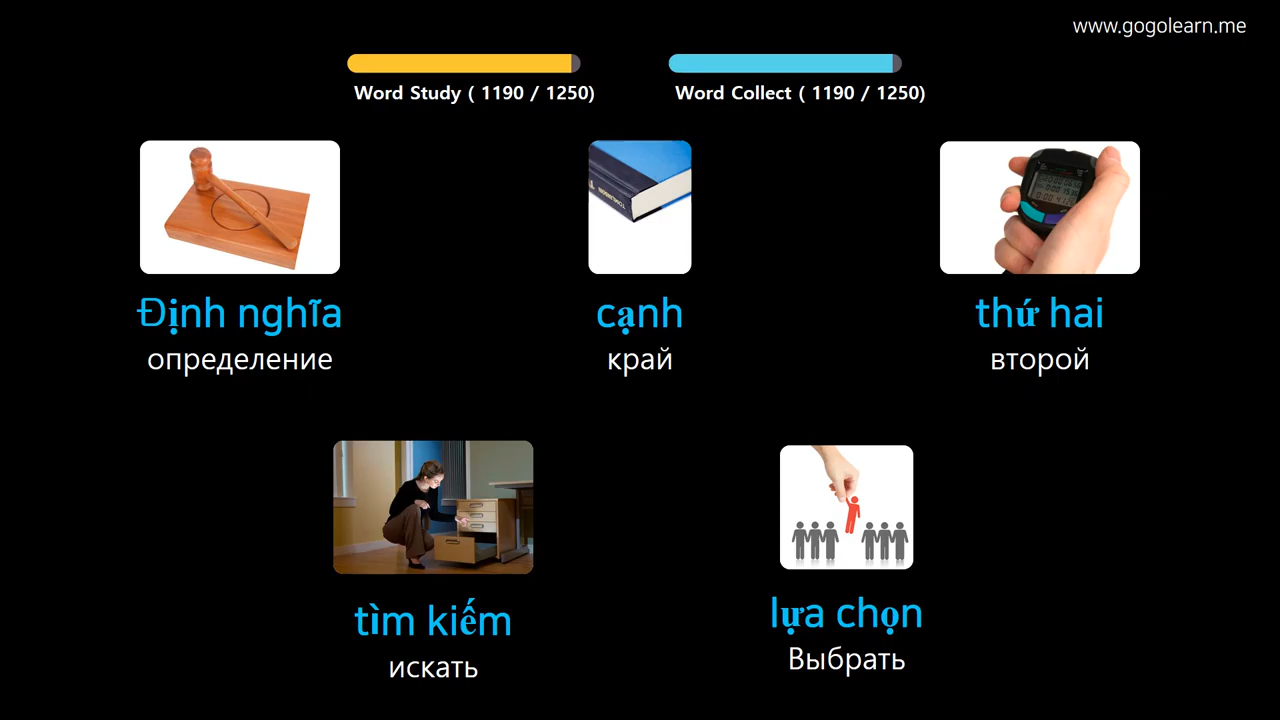 www.gogolearn.me
Word Study ( 1190 / 1250)
Word Collect ( 1190 / 1250)
Định nghĩa
определение
cạnh
край
thứ hai
второй
tìm kiếm
искать
lựa chọn
Выбрать